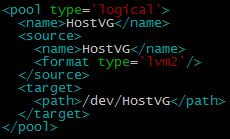 <pool type='logical'>
  <name>HostVG</name>
  <source>
    <name>HostVG</name>
    <format type='lvm2'/>
  </source>
  <target>
    <path>/dev/HostVG</path>
  </target>
</pool>